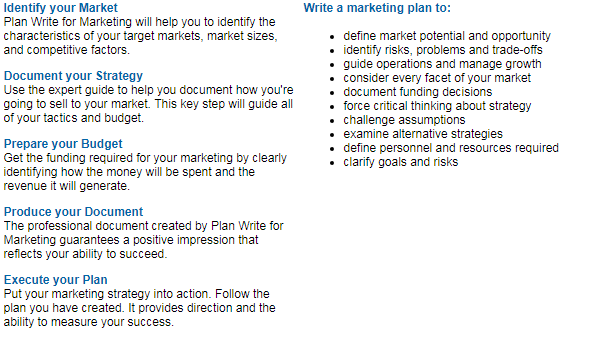 Identify your Market
Plan Write for Marketing will help you to identify the
characteristics of your target markets, market sizes,
and competitive factors.
Document your Strategy
Use the expert guide to help you document how you're
going to sell to your market. This key step will guide all
of your tactics and budget.
Prepare your Budget
Get the funding required for your marketing by clearly
identifying how the money will be spent and the
revenue it will generate.
Produce your Document
The professional document created by Plan Write for
Marketing guarantees a positive impression that
reflects your ability to succeed.
Execute your Plan
Put your marketing strategy into action. Follow the
plan you have created. It provides direction and the
ability to measure your success.
Write a marketing plan to:
• define market potential and opportunity
• identify risks, problems and trade-offs
• guide operations and manage growth
• consider every facet of your market
• document funding decisions
• force critical thinking about strategy
• challenge assumptions
• examine alternative strategies
• define personnel and resources required
• clarify goals and risks